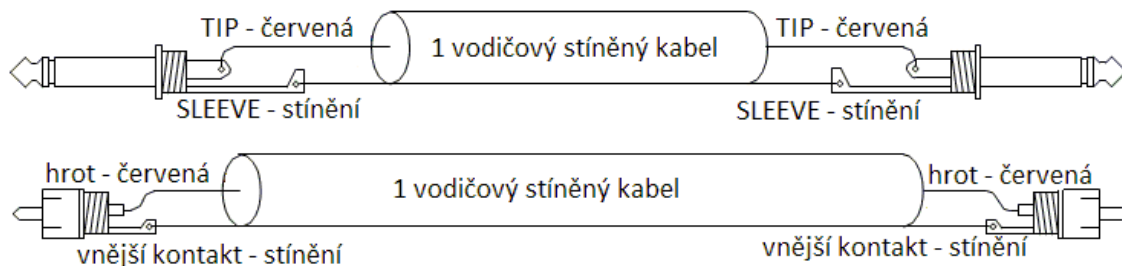 TIP - červená
1 vodičový stíněný kabel
TIP - červená
SLEEVE - stínění
SLEEVE - stínění
hrot - červená
1 vodičový stíněný kabel
hrot - červená
vnější kontakt - stínění
vnější kontakt - stínění